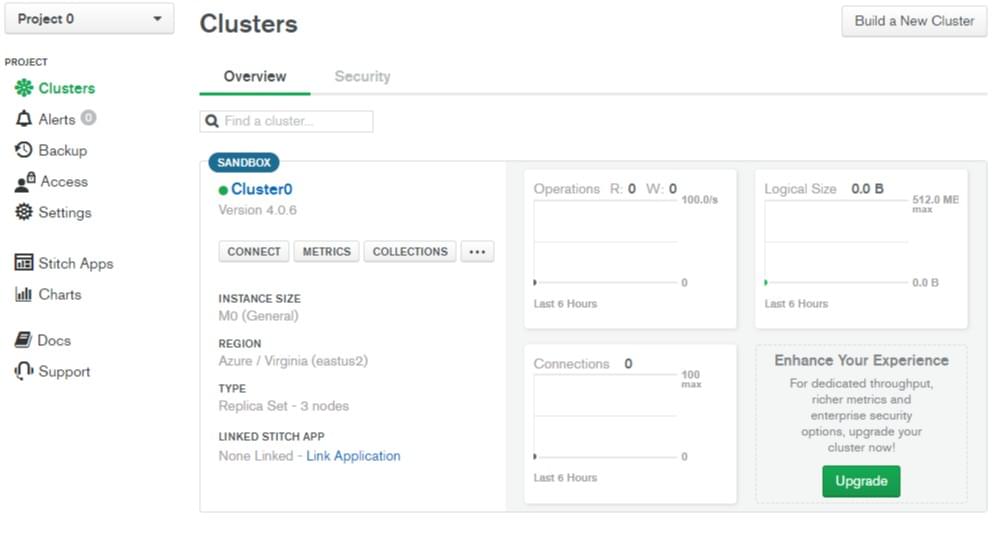 Project 0
Clusters
Build a New Cluster
PROJECT
Clusters
Alerts 0
Backup
Access
Settings
Stitch Apps
Charts
Docs
Support
Overview
Security
Find a cluster...
SANDBOX
Cluster0
Version 4.0.6
CONNECT
METRICS
COLLECTIONS
...
INSTANCE SIZE
M0 (General)
REGION
Azure / Virginia (eastus2)
TYPE
Replica Set - 3 nodes
LINKED STITCH APP
None Linked - Link Application
Operations R: 0 W: 0
100.0/s
0
Last 6 Hours
Logical Size 0.0 B
512.0 MB
max
0.0 B
Last 6 Hours
Connections 0
100
max
0
Last 6 Hours
Enhance Your Experience
For dedicated throughput,
richer metrics and
enterprise security
options, upgrade your
cluster now!
Upgrade